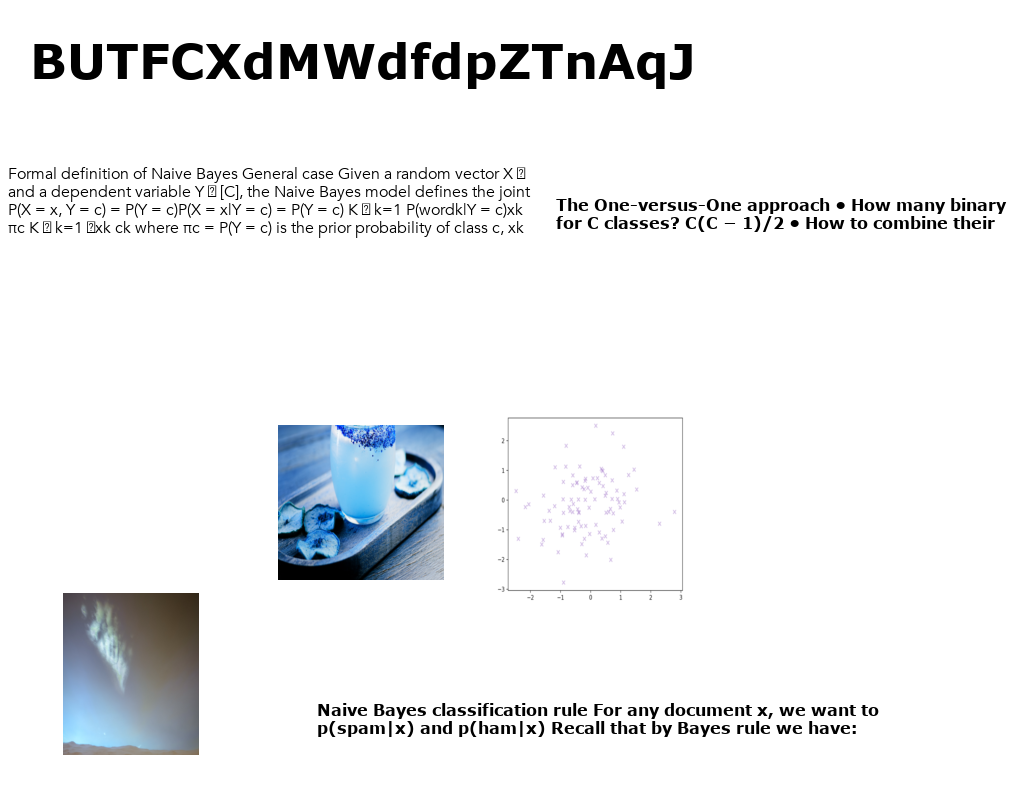 BUTFCXdMWdfdpZTnAqJ
Formal definition of Naive Bayes General case Given a random vector X
and a dependent variable Y [C], the Naive Bayes model defines the joint
P(X = x, Y = c) = P(Y = c)P(X = x|Y = c) = P(Y = c) K k=1 P(wordk|Y = c)xk
πc K k=1 xk ck where πc = P(Y = c) is the prior probability of class c, xk
The One-versus-One approach • How many binary
for C classes? C(C − 1)/2 • How to combine their
2
1
0
−1
−2
−3
−2 −1 0 1 2 3
Naive Bayes classification rule For any document x, we want to
p(spam|x) and p(ham|x) Recall that by Bayes rule we have: